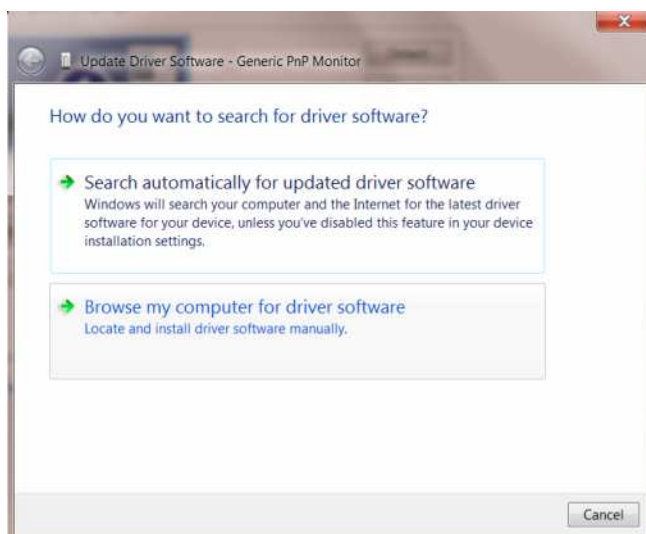 Update Driver Software - Generic PnP Monitor
How do you want to search for driver software?
Search automatically for updated driver software
Windows will search your computer and the Internet for the latest driver
software for your device, unless you've disabled this feature in your device
installation settings.
Browse my computer for driver software
Locate and install driver software manually.
Cancel